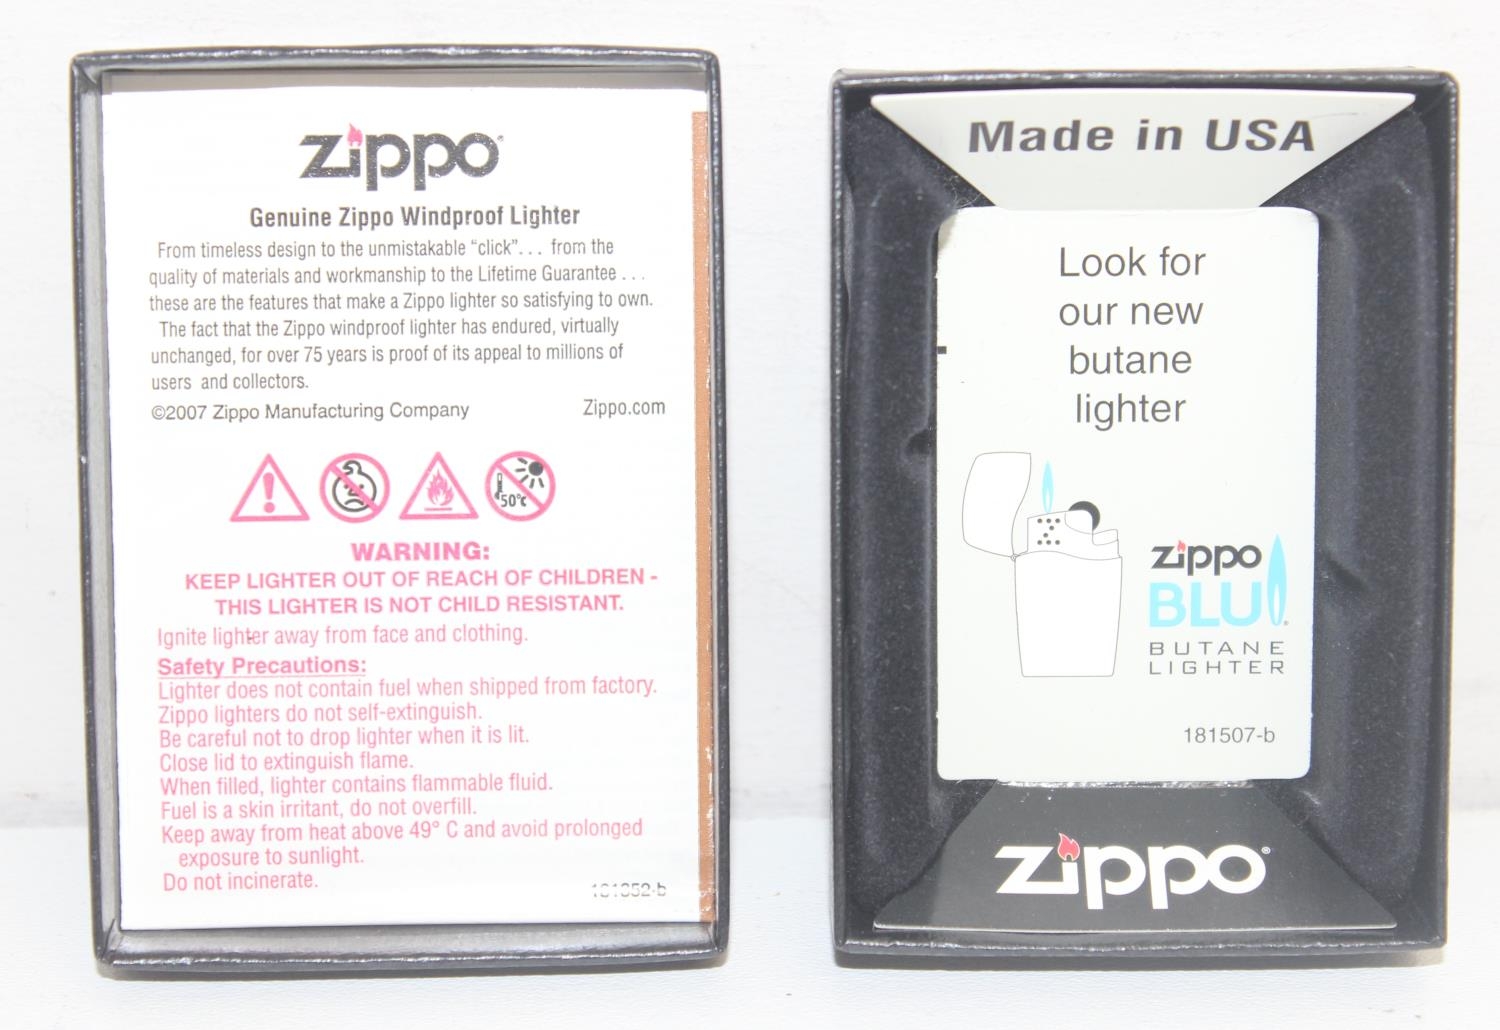 zippo
Genuine Zippo Windproof Lighter
From timeless design to the unmistakable “click”. . . from the
quality of materials and workmanship to the Lifetime Guarantee . . .
these are the features that make a Zippo lighter so satisfying to own.
The fact that the Zippo windproof lighter has endured, virtually
unchanged, for over 75 years is proof of its appeal to millions of
users and collectors.
©2007 Zippo Manufacturing Company Zippo.com
50°c
WARNING:
KEEP LIGHTER OUT OF REACH OF CHILDREN -
THIS LIGHTER IS NOT CHILD RESISTANT.
Ignite lighter away from face and clothing.
Safety Precautions:
Lighter does not contain fuel when shipped from factory.
Zippo lighters do not self-extinguish.
Be careful not to drop lighter when it is lit.
Close lid to extinguish flame.
When filled, lighter contains flammable fluid.
Fuel is a skin irritant, do not overfill.
Keep away from heat above 49° C and avoid prolonged
exposure to sunlight.
Do not incinerate.
Made in USA
Look for
our new
butane
lighter
zippo
BLU®
BUTANE
LIGHTER
181507-b
zippo®